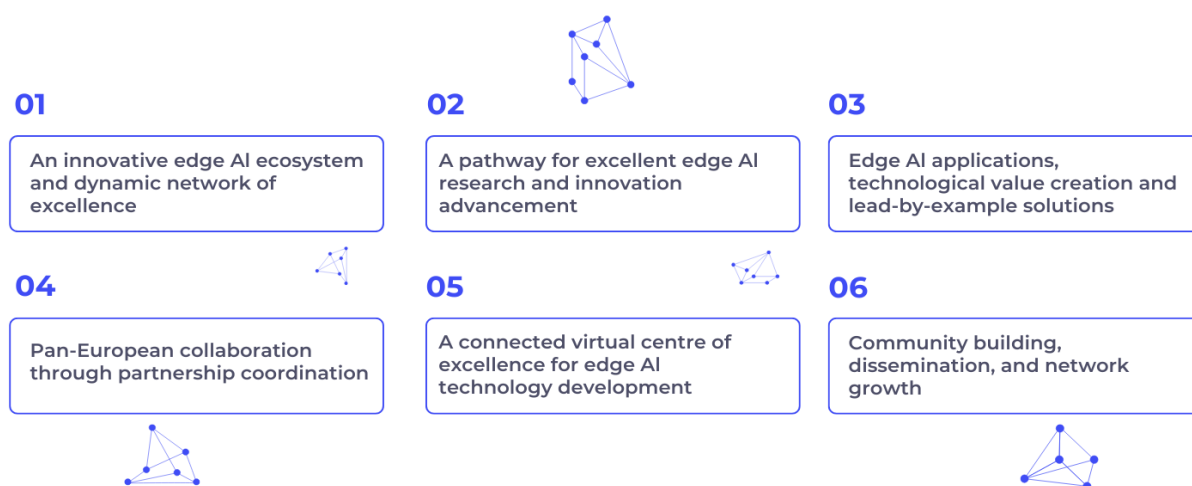 01
An innovative edge AI ecosystem
and dynamic network of
excellence
02
A pathway for excellent edge AI
research and innovation
advancement
03
Edge AI applications,
technological value creation and
lead-by-example solutions
04
Pan-European collaboration
through partnership coordination
05
A connected virtual centre of
excellence for edge AI
technology development
06
Community building,
dissemination, and network
growth